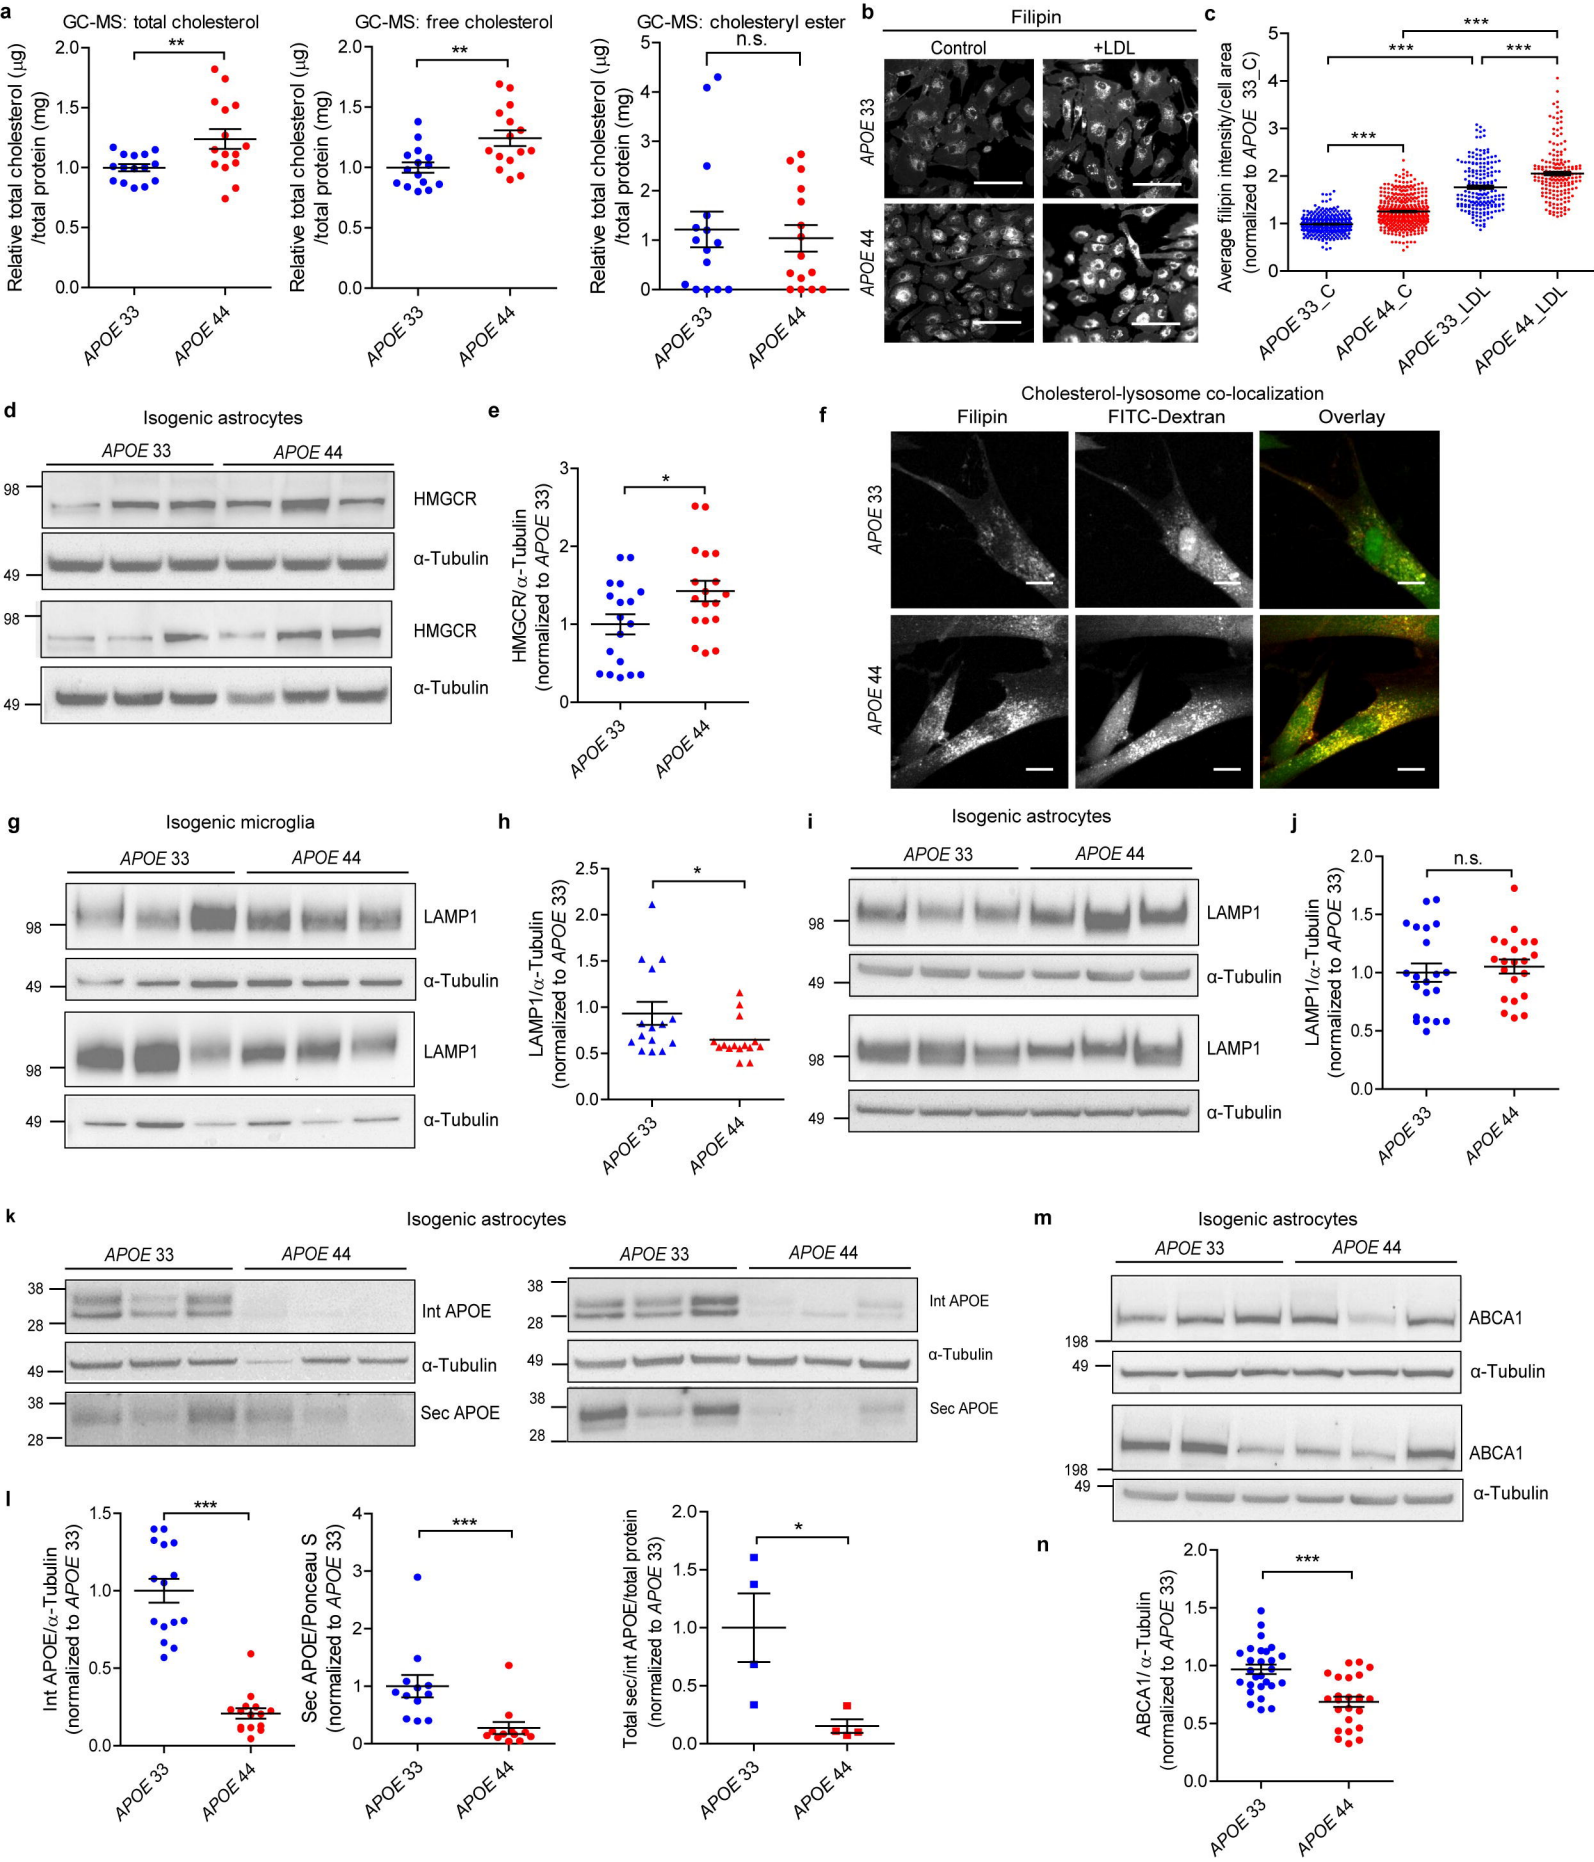 a
GC-MS: total cholesterol
Relative total cholesterol (µg)
/total protein (mg)
2.0
1.5
1.0
0.5
0.0
**
APOE 33
APOE 44
GC-MS: free cholesterol
Relative total cholesterol (µg)
/total protein (mg)
2.0
1.5
1.0
0.5
0.0
**
APOE 33
APOE 44
GC-MS: cholesteryl ester
Relative total cholesterol (µg)
/total protein (mg)
5
4
3
2
1
0
n.s.
APOE 33
APOE 44
b
Filipin
Control
+LDL
APOE 33
APOE 44
c
Average filipin intensity/cell area
(normalized to APOE 33_C)
5
4
3
2
1
0
***
***
***
***
APOE 33_C
APOE 44_C
APOE 33_LDL
APOE 44_LDL
d
Isogenic astrocytes
APOE 33
APOE 44
98
HMGCR
49
α-Tubulin
98
HMGCR
49
α-Tubulin
e
HMGCR/α-Tubulin
(normalized to APOE 33)
3
2
1
0
*
APOE 33
APOE 44
f
Cholesterol-lysosome co-localization
Filipin
FITC-Dextran
Overlay
APOE 33
APOE 44
g
Isogenic microglia
APOE 33
APOE 44
98
LAMP1
49
α-Tubulin
98
LAMP1
49
α-Tubulin
h
LAMP1/α-Tubulin
(normalized to APOE 33)
2.5
2.0
1.5
1.0
0.5
0.0
*
APOE 33
APOE 44
i
Isogenic astrocytes
APOE 33
APOE 44
98
LAMP1
49
α-Tubulin
98
LAMP1
49
α-Tubulin
j
LAMP1/α-Tubulin
(normalized to APOE 33)
2.0
1.5
1.0
0.5
0.0
n.s.
APOE 33
APOE 44
k
Isogenic astrocytes
APOE 33
APOE 44
38
28
Int APOE
49
α-Tubulin
38
28
Sec APOE
APOE 33
APOE 44
38
28
Int APOE
49
α-Tubulin
38
28
Sec APOE
l
Int APOE/α-Tubulin
(normalized to APOE 33)
1.5
1.0
0.5
0.0
***
APOE 33
APOE 44
Sec APOE/Ponceau S
(normalized to APOE 33)
4
3
2
1
0
***
APOE 33
APOE 44
Total sec/int APOE/total protein
(normalized to APOE 33)
2.0
1.5
1.0
0.5
0.0
*
APOE 33
APOE 44
m
Isogenic astrocytes
APOE 33
APOE 44
ABCA1
198
49
α-Tubulin
ABCA1
198
49
α-Tubulin
n
ABCA1/α-Tubulin
(normalized to APOE 33)
2.0
1.5
1.0
0.5
0.0
***
APOE 33
APOE 44